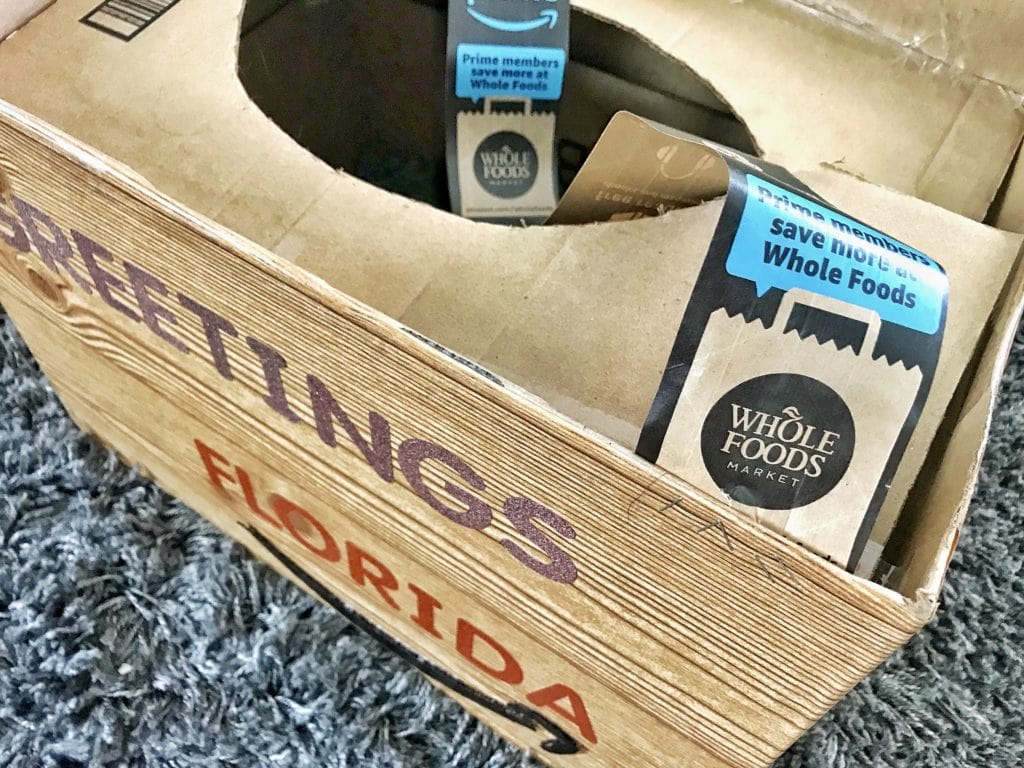 Prime members
save more at
Whole Foods
WHOLE
FOODS
MARKET
Prime members
save more at
Whole Foods
WHOLE
FOODS
MARKET
GREETINGS
FLORIDA